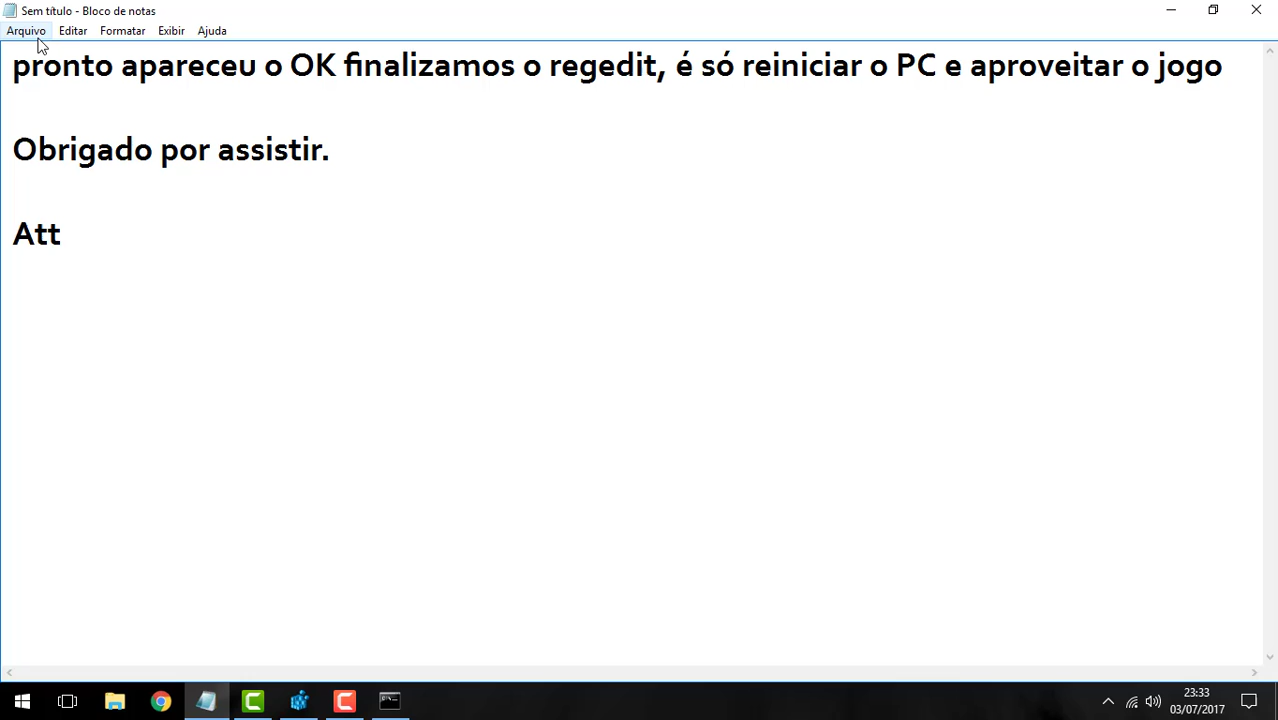 Sem título - Bloco de notas
Arquivo Editar Formatar Exibir Ajuda
pronto apareceu o OK finalizamos o regedit, é só reiniciar o PC e aproveitar o jogo
Obrigado por assistir.
Att
23:33
03/07/2017